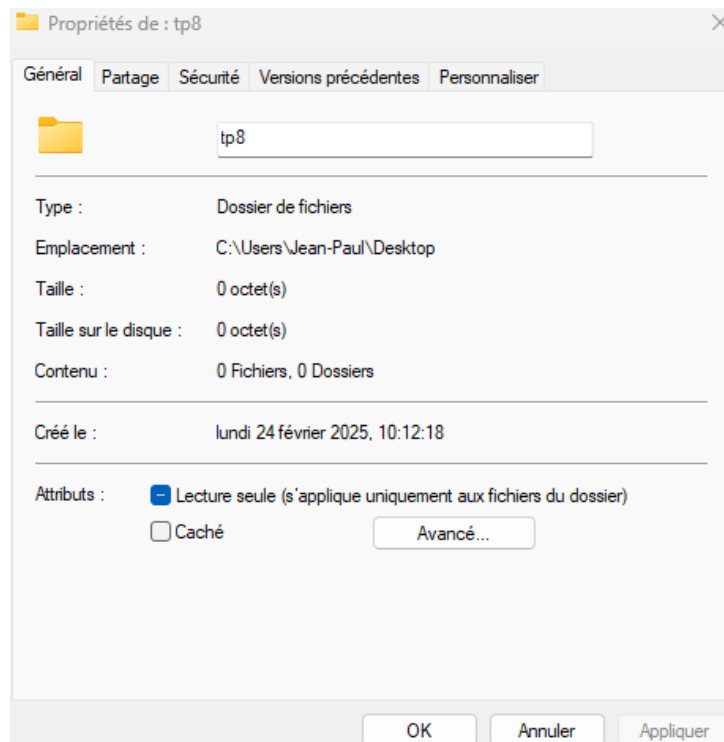 Propriétés de : tp8
Général Partage Sécurité Versions précédentes Personnaliser
tp8
Type : Dossier de fichiers
Emplacement : C:\Users\Jean-Paul\Desktop
Taille : 0 octet(s)
Taille sur le disque : 0 octet(s)
Contenu : 0 Fichiers, 0 Dossiers
Créé le : lundi 24 février 2025, 10:12:18
Attributs : Lecture seule (s'applique uniquement aux fichiers du dossier)
Caché Avancé...
OK Annuler Appliquer